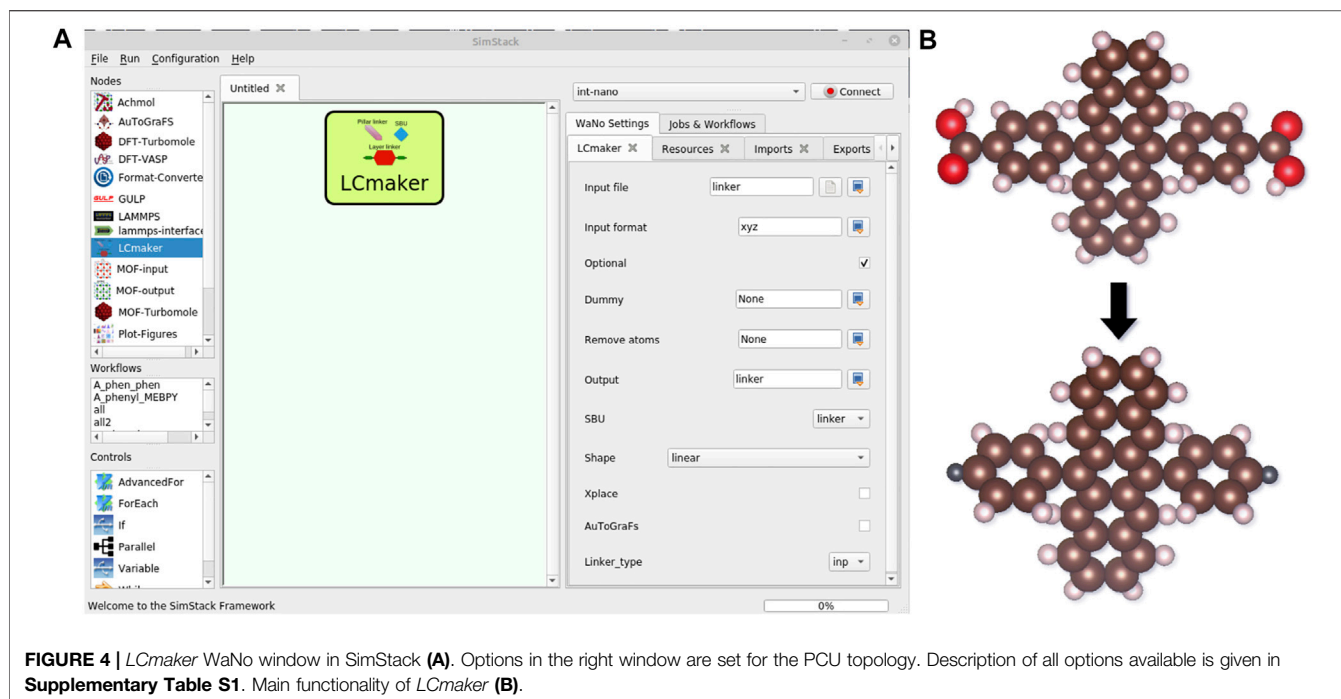 A
B
SimStack
File Run Configuration Help
Nodes
Achmol
AuToGraFS
DFT-Turbomole
DFT-VASP
Format-Converte
GULP GULP
LAMMPS
lammps-interface
LCmaker
MOF-input
MOF-output
MOF-Turbomole
Plot-Figures
Workflows
A_phen_phen
A_phenyl_MEBPY
all
all2
Controls
AdvancedFor
ForEach
If
Parallel
Variable
Welcome to the SimStack Framework
Untitled
Pillar linker SBU
Layer linker
LCmaker
int-nano Connect
WaNo Settings Jobs & Workflows
LCmaker Resources Imports Exports
Input file linker
Input format xyz
Optional
Dummy None
Remove atoms None
Output linker
SBU linker
Shape linear
Xplace
AuToGraFs
Linker_type inp
0%
FIGURE 4 | LCmaker WaNo window in SimStack (A). Options in the right window are set for the PCU topology. Description of all options available is given in
Supplementary Table S1. Main functionality of LCmaker (B).